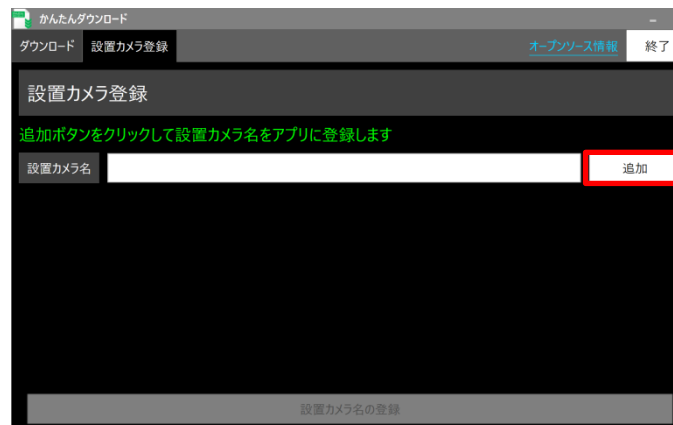 かんたんダウンロード
ダウンロード 設置カメラ登録 オープンソース情報 終了
設置カメラ登録
追加ボタンをクリックして設置カメラ名をアプリに登録します
設置カメラ名 追加
設置カメラ名の登録